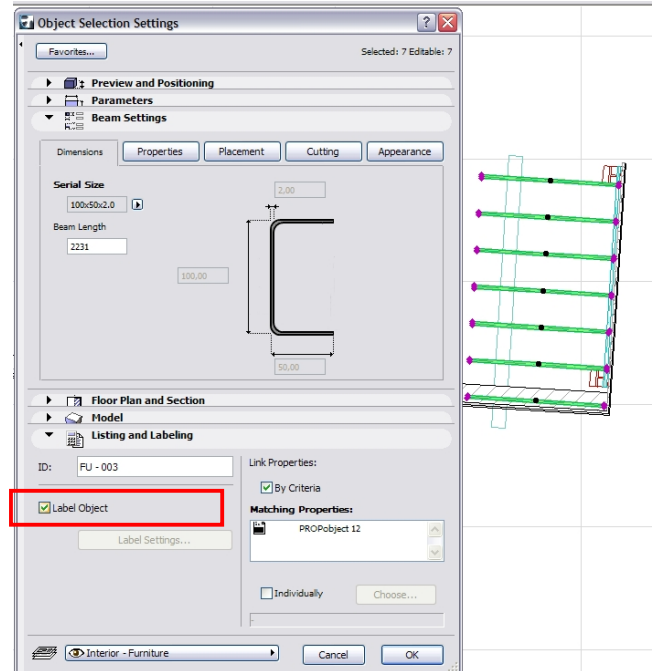 Object Selection Settings
Favorites...
Selected: 7 Editable: 7
Preview and Positioning
Parameters
Beam Settings
Dimensions Properties Placement Cutting Appearance
Serial Size
2,00
100x50x2.0
Beam Length
2231
100,00
50,00
Floor Plan and Section
Model
Listing and Labeling
ID: FU - 003
Link Properties:
By Criteria
Label Object
Matching Properties:
PROPobject 12
Label Settings...
Individually Choose...
-
Interior - Furniture Cancel OK